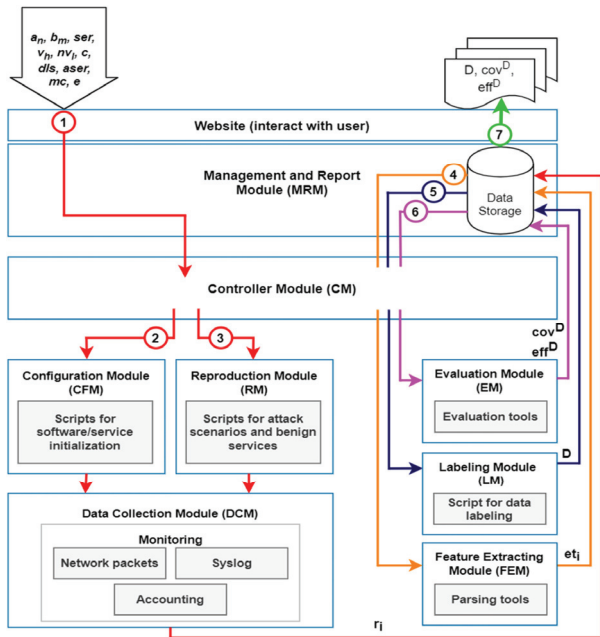 aₙ, bₘ, ser,
vₕ, nvₗ, c,
dls, aser,
mc, e
D, cov^D,
eff^D
1
Website (interact with user)
7
Management and Report
Module (MRM)
4
5
6
Data
Storage
Controller Module (CM)
2
3
cov^D
eff^D
Configuration Module
(CFM)
Scripts for
software/service
initialization
Reproduction Module
(RM)
Scripts for attack
scenarios and benign
services
Evaluation Module
(EM)
Evaluation tools
D
Labeling Module
(LM)
Script for data
labeling
Data Collection Module (DCM)
Monitoring
Network packets
Syslog
Accounting
Feature Extracting
Module (FEM)
Parsing tools
etᵢ
rᵢ